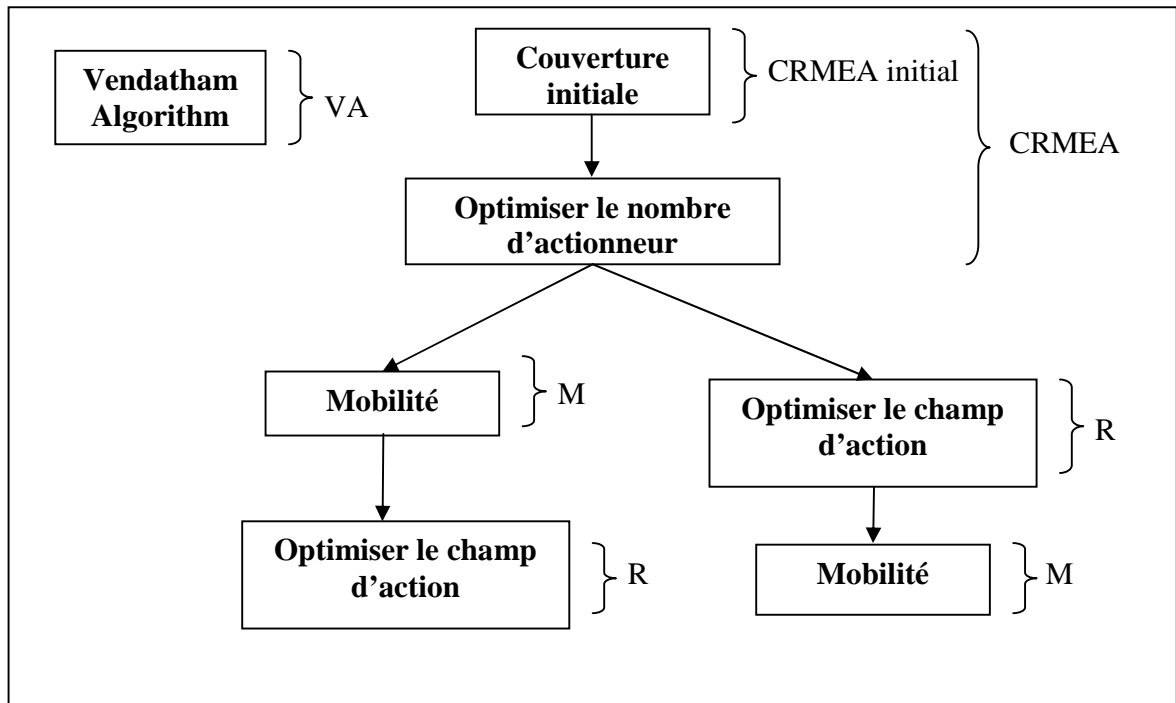 Vendatham
Algorithm
VA
Couverture
initiale
CRMEA initial
CRMEA
Optimiser le nombre
d’actionneur
Mobilité
M
Optimiser le champ
d’action
R
Optimiser le champ
d’action
R
Mobilité
M